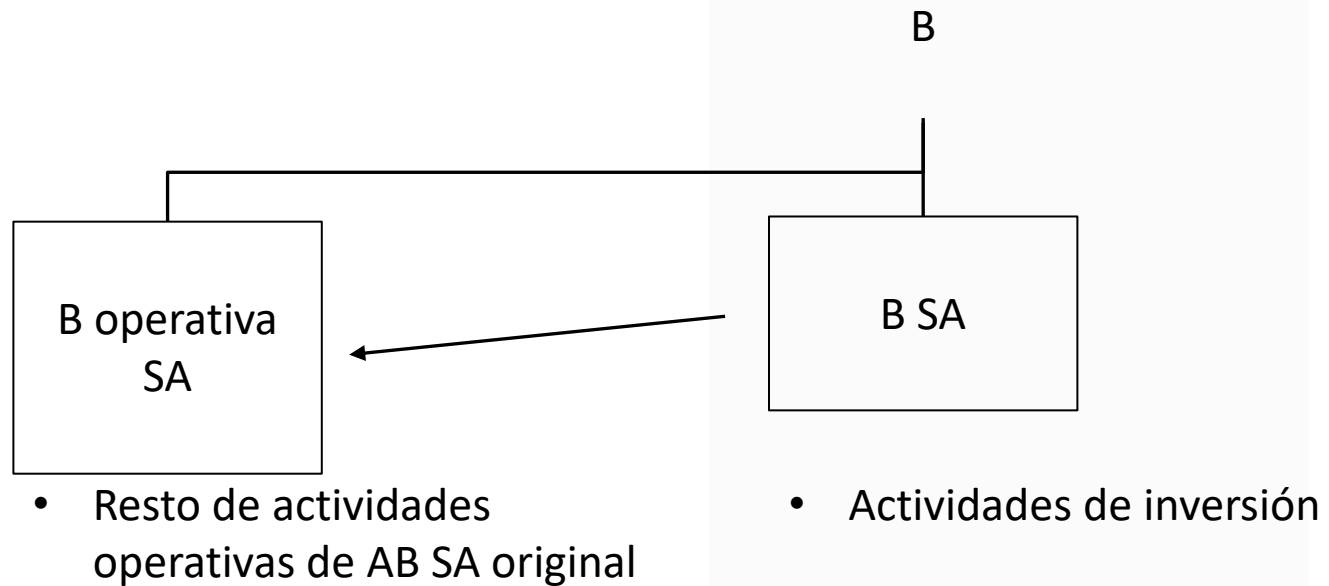 B
B operativa
SA
B SA
• Resto de actividades
operativas de AB SA original
• Actividades de inversión